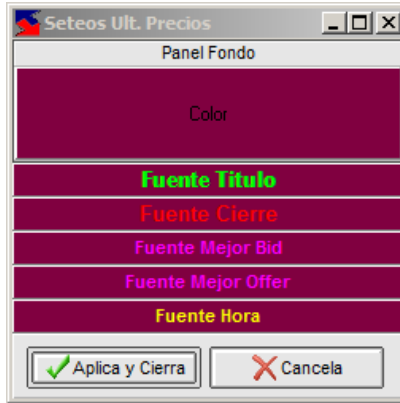 Seteos Ult. Precios
Panel Fondo
Color
Fuente Titulo
Fuente Cierre
Fuente Mejor Bid
Fuente Mejor Offer
Fuente Hora
Aplica y Cierra
Cancela